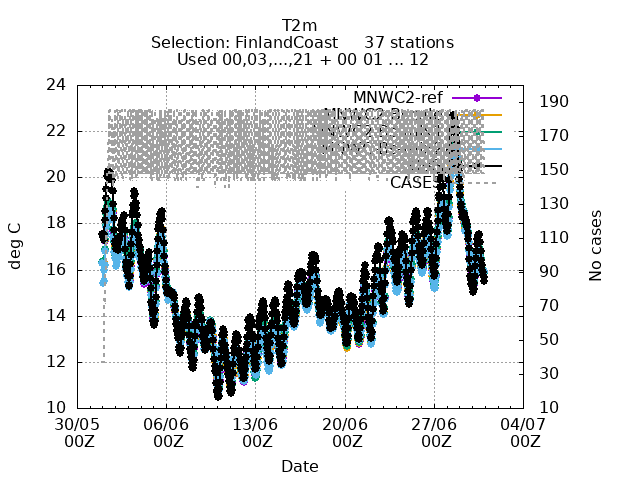 T2m
Selection: FinlandCoast 37 stations
Used 00,03,...,21 + 00 01 ... 12
24
22
20
18
16
14
12
10
deg C
MNWC2-ref
CASES
190
170
150
130
110
90
70
50
30
10
No cases
30/05 06/06 13/06 20/06 27/06 04/07
00Z 00Z 00Z 00Z 00Z 00Z
Date